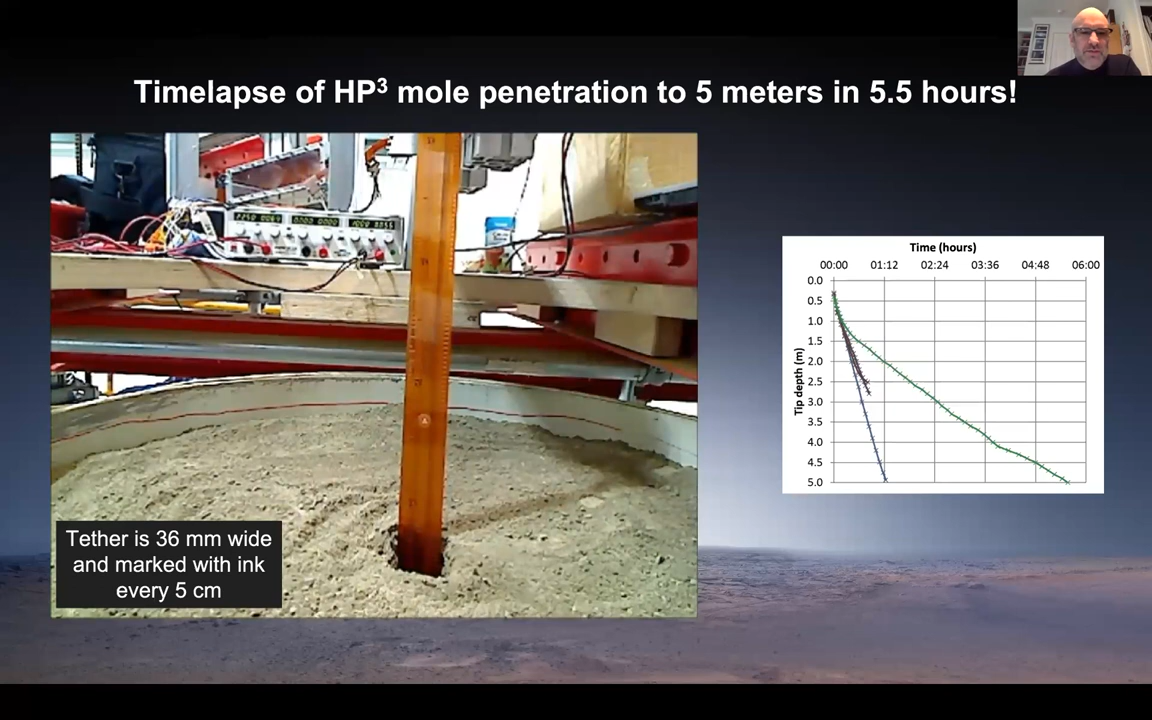 Timelapse of HP³ mole penetration to 5 meters in 5.5 hours!
Tether is 36 mm wide
and marked with ink
every 5 cm
Time (hours)
00:00 01:12 02:24 03:36 04:48 06:00
Tip depth (m)
0.0
0.5
1.0
1.5
2.0
2.5
3.0
3.5
4.0
4.5
5.0